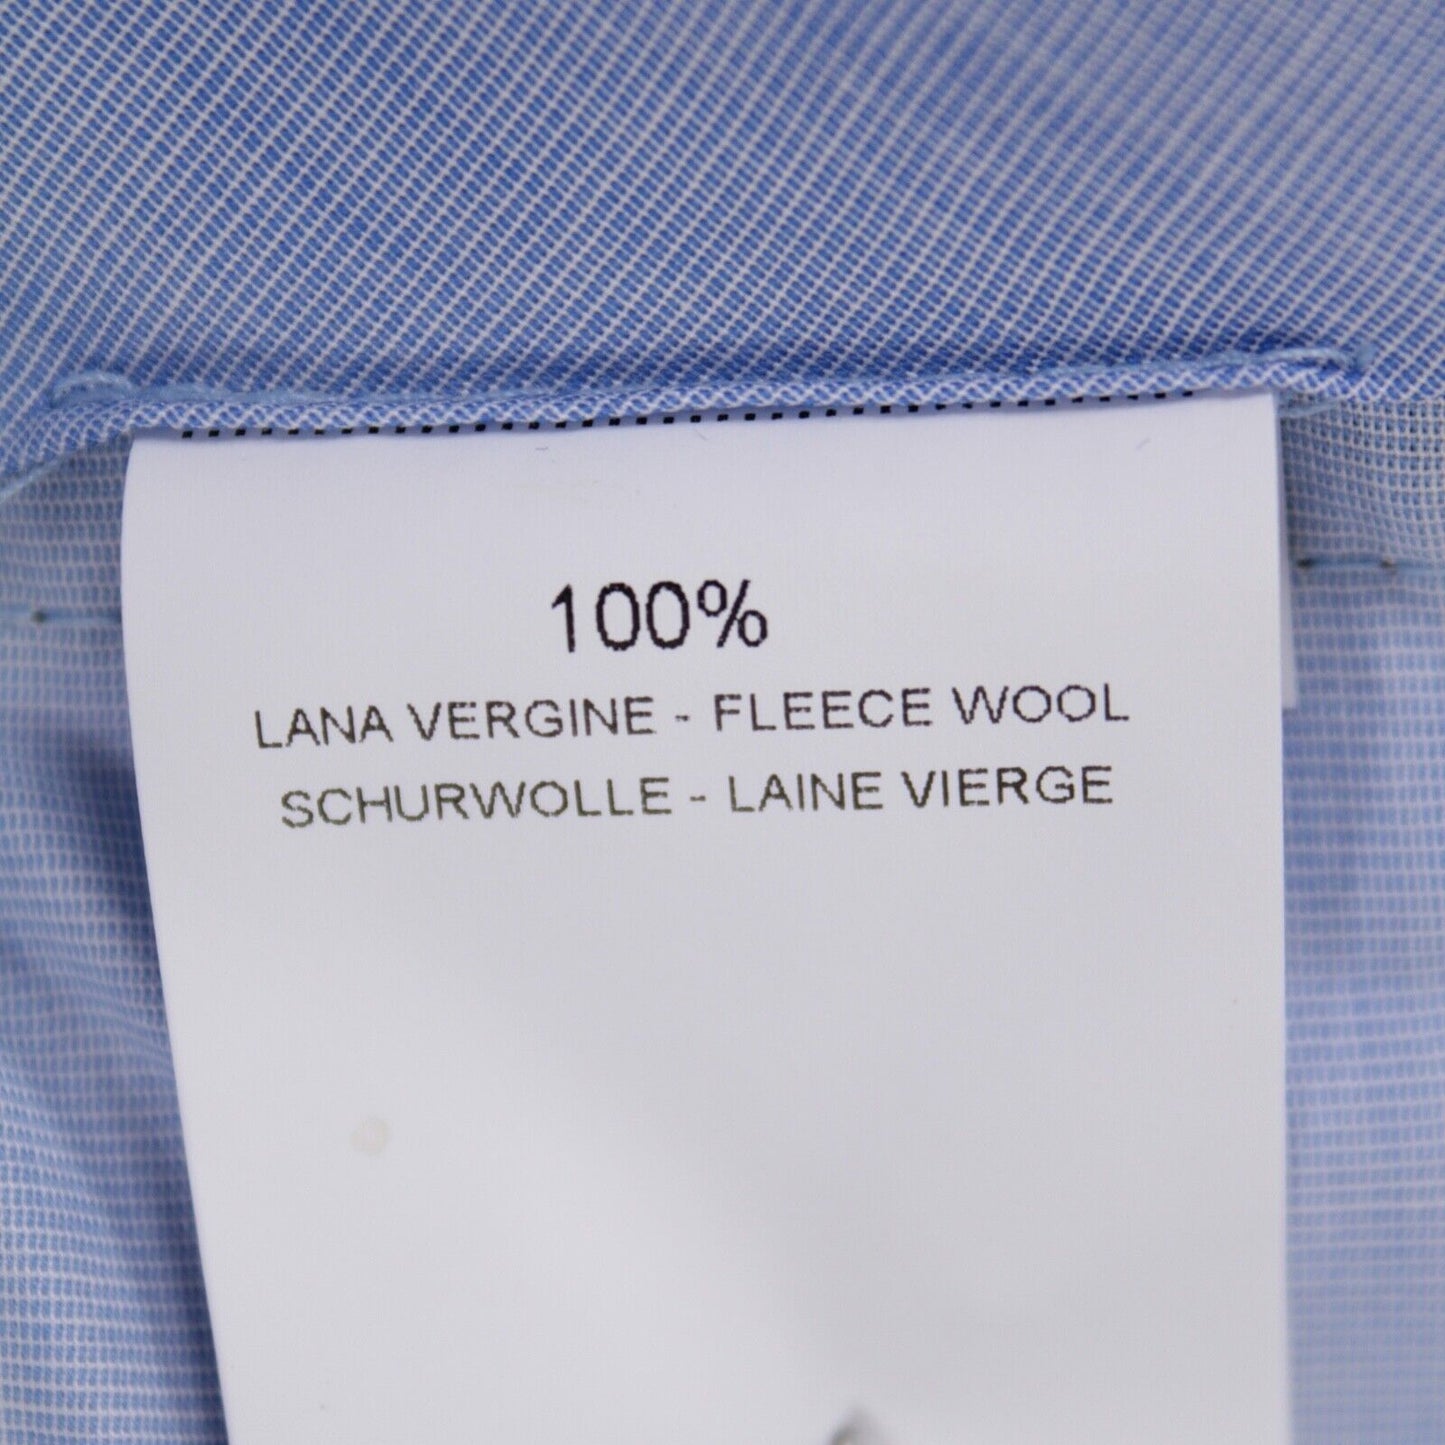 100%
LANA VERGINE - FLEECE WOOL
SCHURWOLLE - LAINE VIERGE